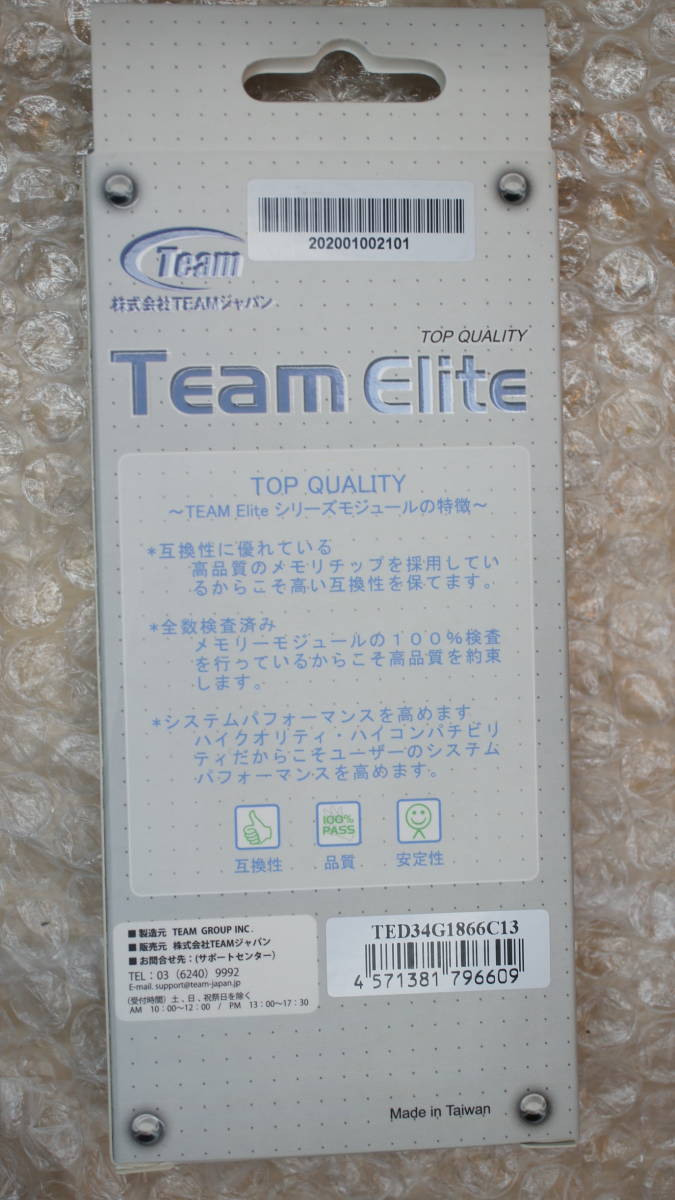 202001002101
Team
株式会社TEAMジャパン
TOP QUALITY
Team Elite
TOP QUALITY
～TEAM Elite シリーズモジュールの特徴～
*互換性に優れている
高品質のメモリチップを採用してい
るからこそ高い互換性を保てます。
*全数検査済み
メモリーモジュールの１００％検査
を行っているからこそ高品質を約束
します。
*システムパフォーマンスを高めます
ハイクオリティ・ハイコンパチビリ
ティだからこそユーザーのシステム
パフォーマンスを高めます。
100%
PASS
互換性 品質 安定性
■ 製造元 TEAM GROUP INC.
■ 販売元 株式会社TEAMジャパン
■ お問合せ先：(サポートセンター)
TEL：03（6240）9992
E-mail. support@team-japan.jp
（受付時間）土、日、祝祭日を除く
AM 10：00～12：00 / PM 13：00～17：30
TED34G1866C13
4 571381 796609
Made in Taiwan